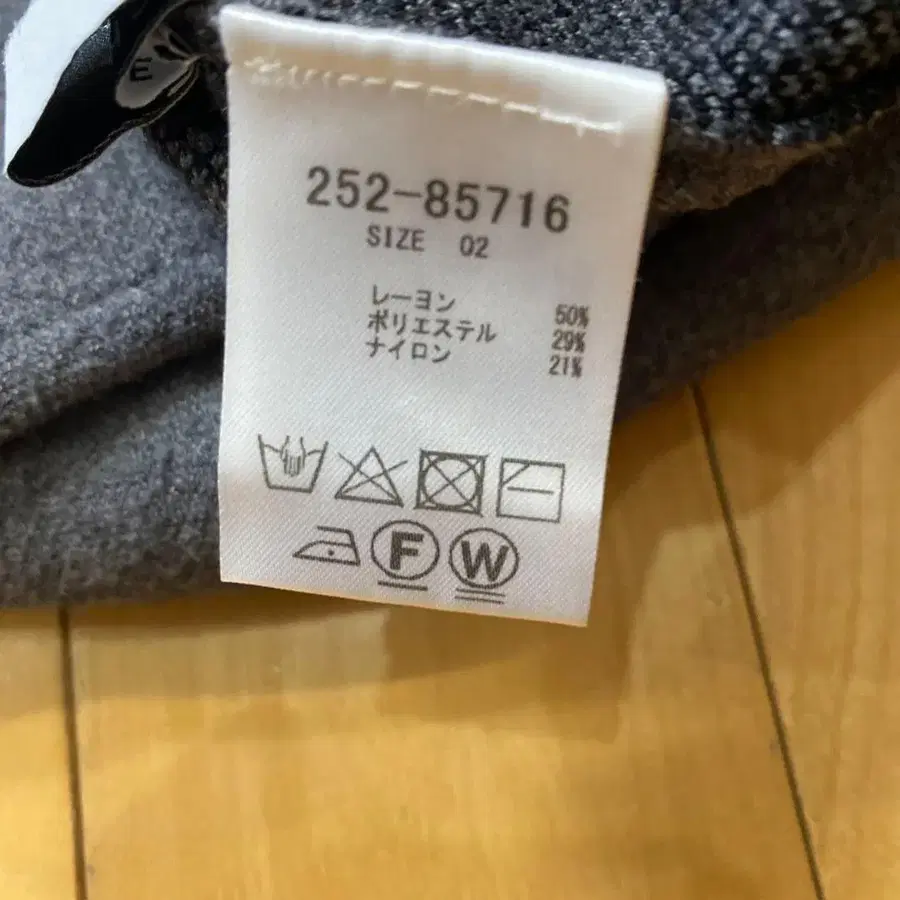 252-85716
SIZE 02
レーヨン 50%
ポリエステル 29%
ナイロン 21%
F W